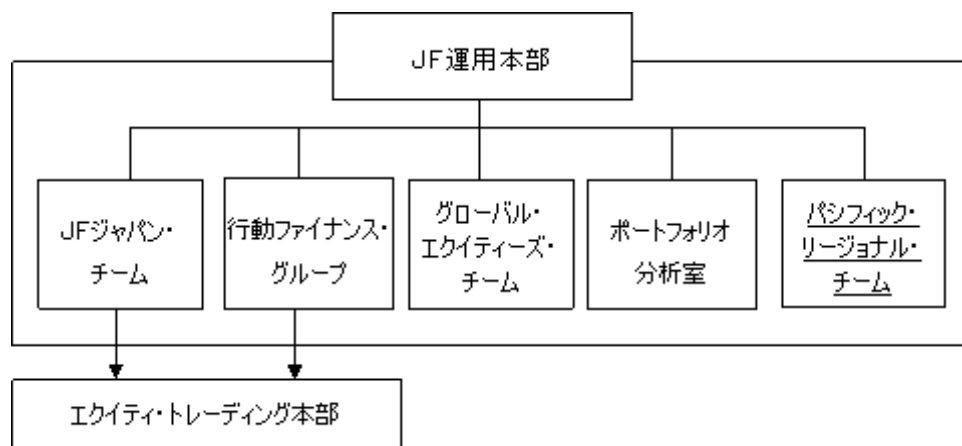 JF運用本部
JFジャパン・
チーム
行動ファイナンス・
グループ
グローバル・
エクイティーズ・
チーム
ポートフォリオ
分析室
パシフィック・
リージョナル・
チーム
エクイティ・トレーディング本部